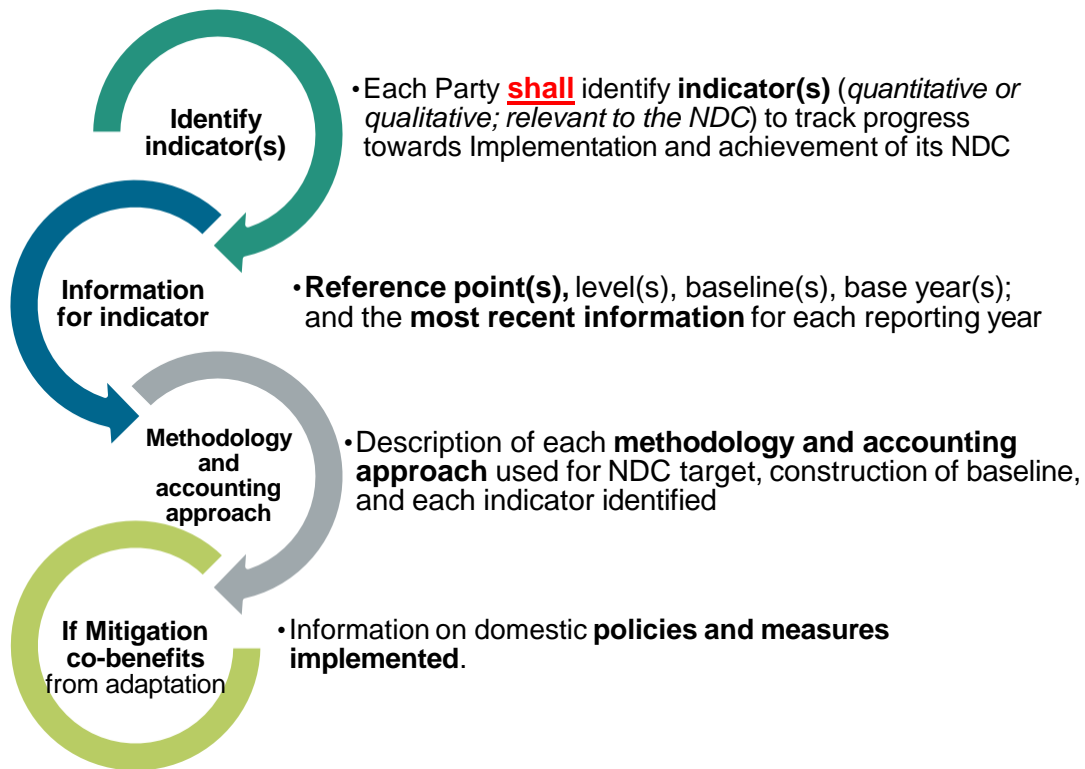 Identify
indicator(s)
•Each Party shall identify indicator(s) (quantitative or
qualitative; relevant to the NDC) to track progress
towards Implementation and achievement of its NDC
Information
for indicator
•Reference point(s), level(s), baseline(s), base year(s);
and the most recent information for each reporting year
Methodology
and
accounting
approach
•Description of each methodology and accounting
approach used for NDC target, construction of baseline,
and each indicator identified
If Mitigation
co-benefits
from adaptation
•Information on domestic policies and measures
implemented.